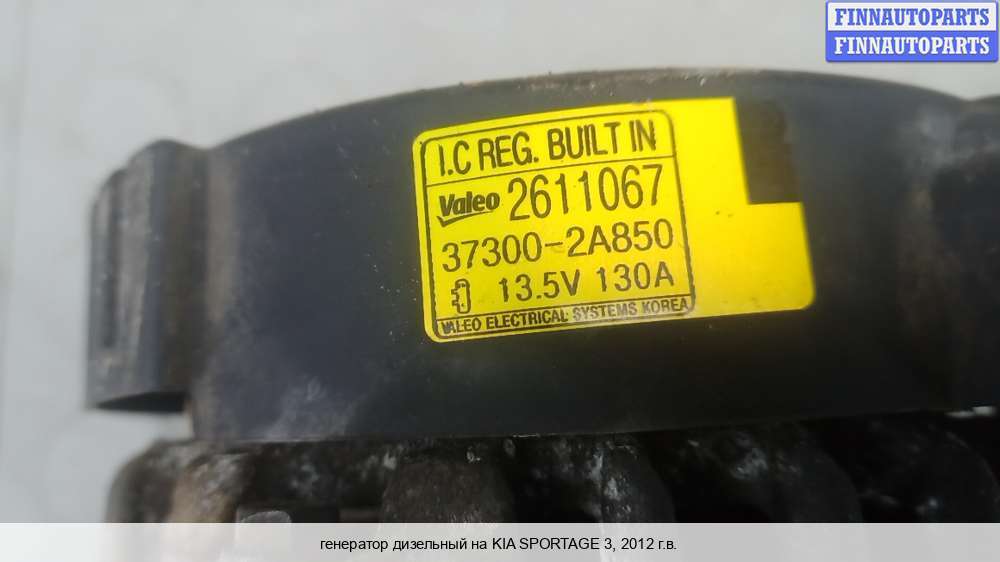 FINNAUTOPARTS
FINNAUTOPARTS
I.C REG. BUILT IN
Valeo 2611067
37300-2A850
13.5V 130A
VALEO ELECTRICAL SYSTEMS KOREA
генератор дизельный на KIA SPORTAGE 3, 2012 г.в.